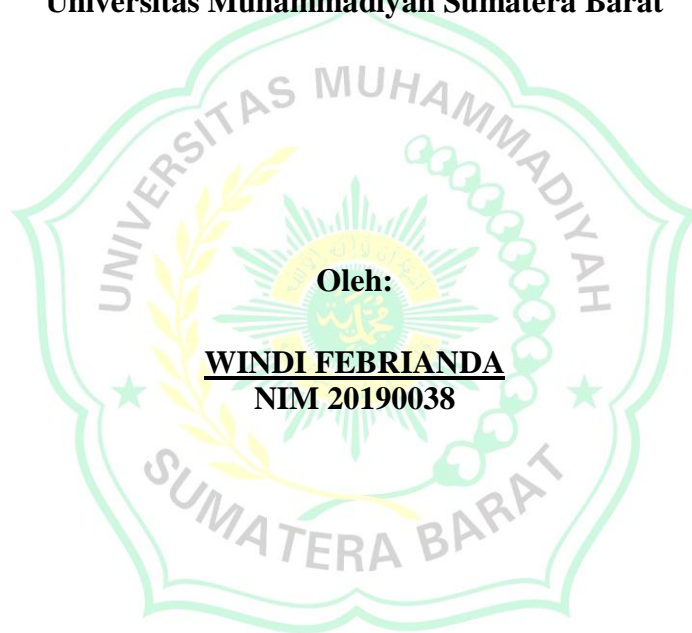 Universitas Muhammadiyah Sumatera Barat
UNIVERSITAS MUHAMMADIYAH
Oleh:
WINDI FEBRIANDA
NIM 20190038
SUMATERA BARAT